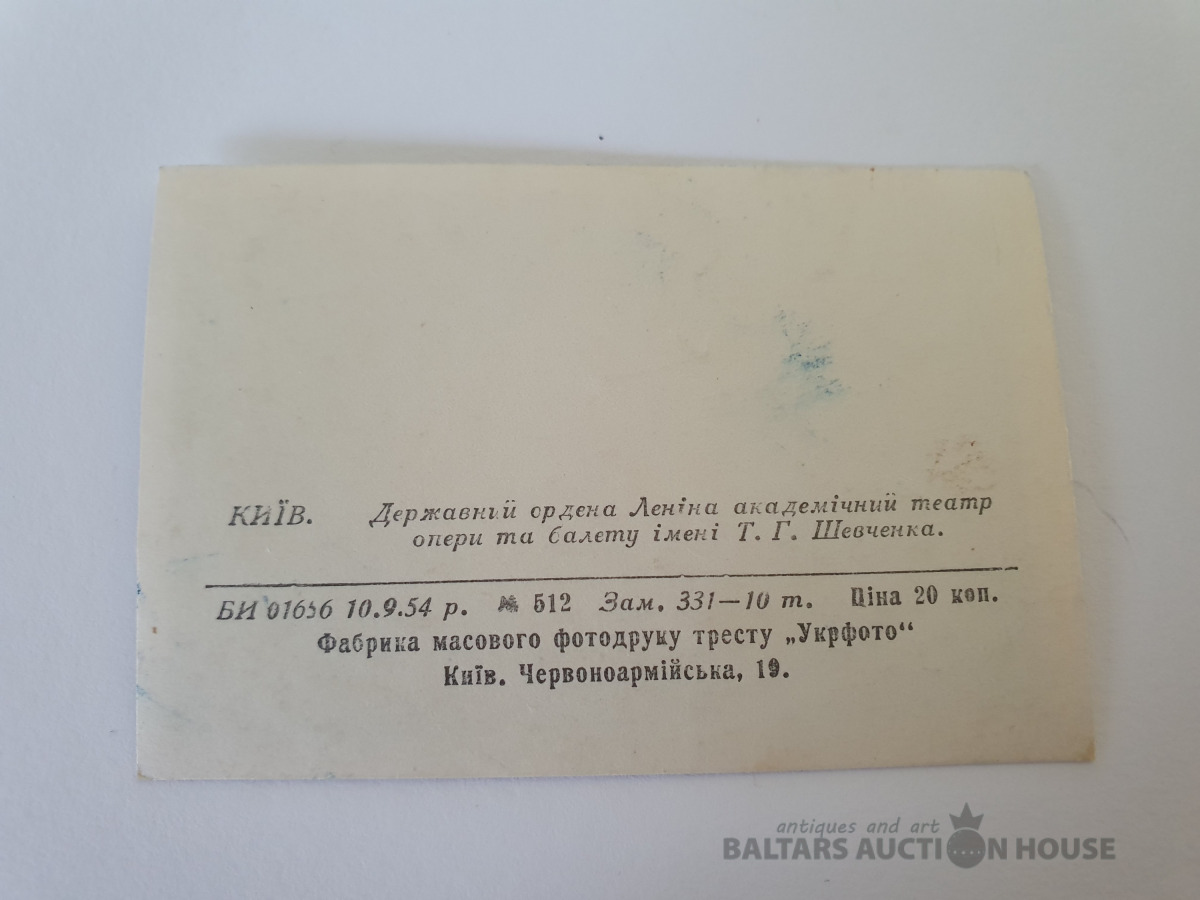 КИЇВ. Державний ордена Леніна академічний театр
опери та балету імені Т. Г. Шевченка.
БИ 01656 10.9.54 р. № 512 Зам. 331—10 т. Ціна 20 коп.
Фабрика масового фотодруку тресту „Укрфото“
Київ. Червоноармійська, 19.
antiques and art
BALTARS AUCTION HOUSE